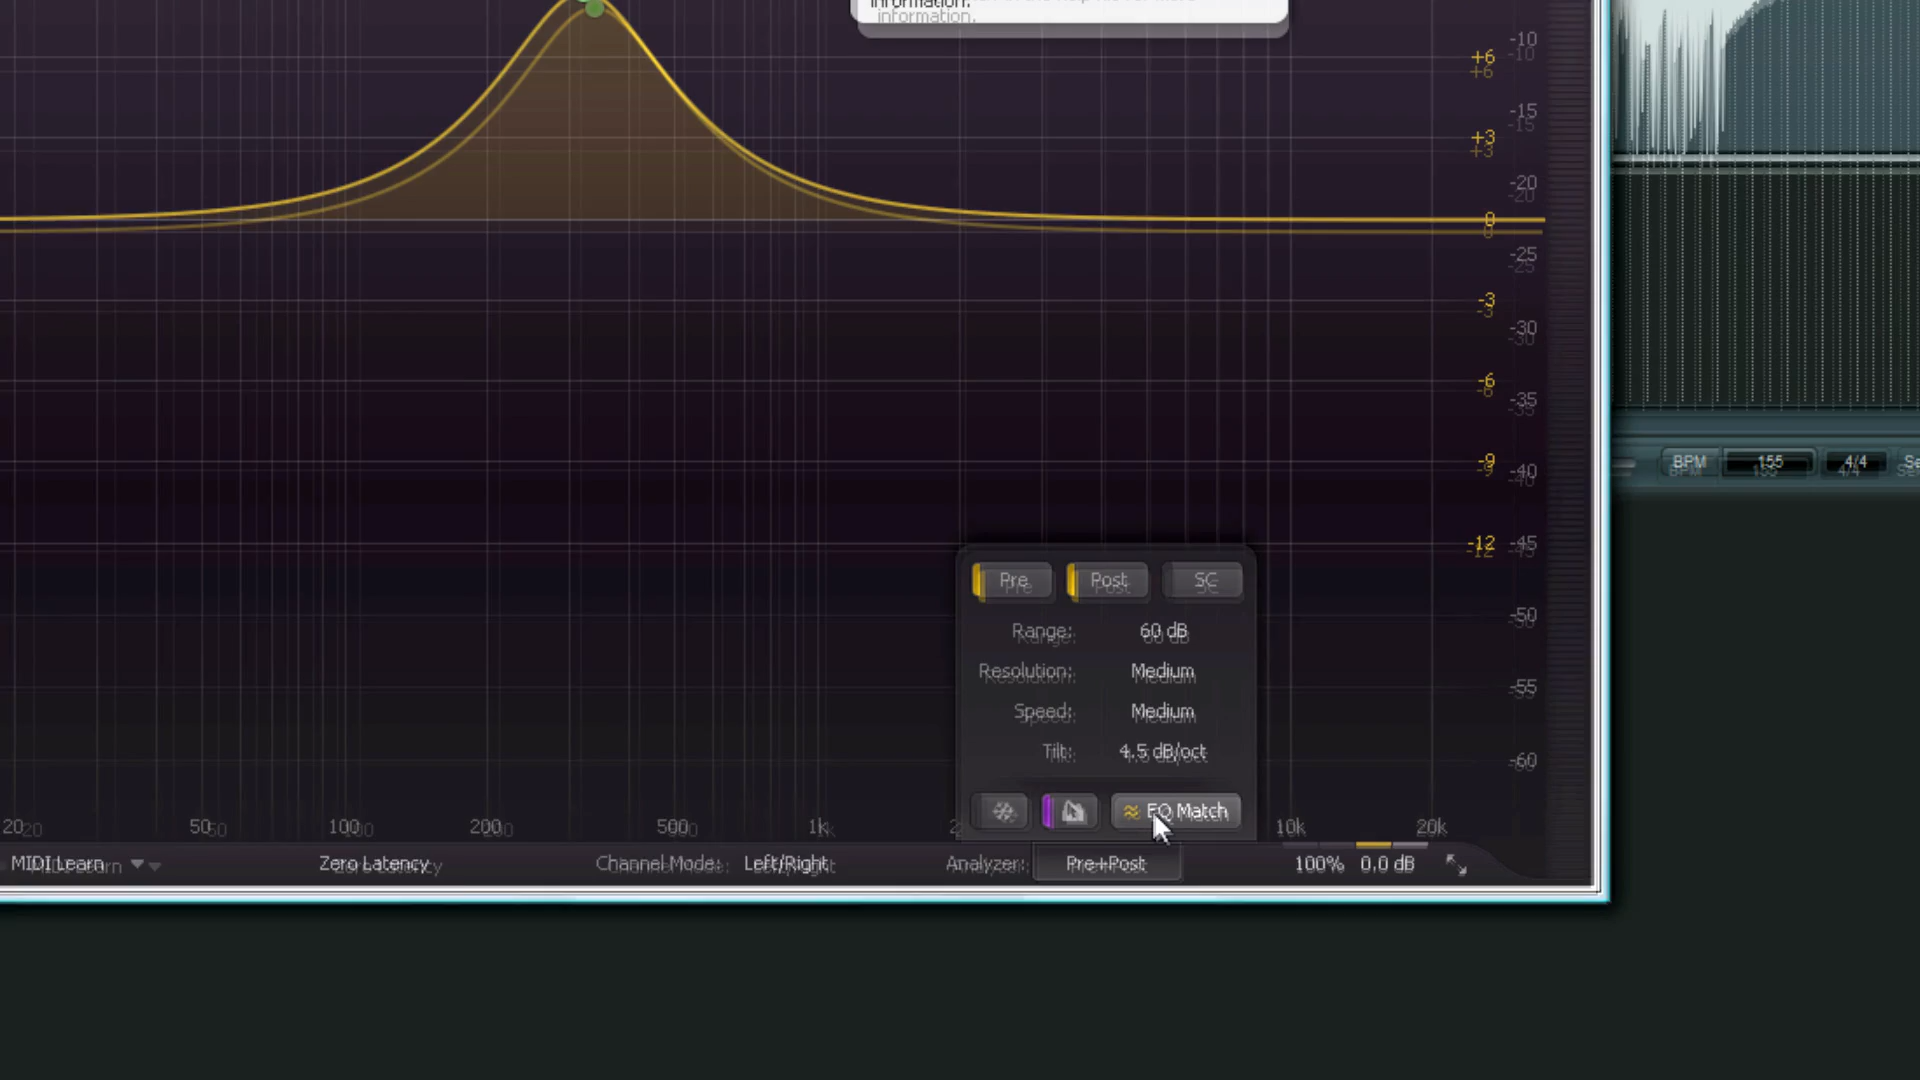 information.
+6 -10
-15
+3
-20
0
-25
-3
-30
-6
-35
-9
-40
-12 -45
Pre Post SC
-50
Range: 60 dB
Resolution: Medium
-55
Speed: Medium
Tilt: 4.5 dB/oct
-60
EQ Match
20 50 100 200 500 1k 2 10k 20k
MIDI Learn Zero Latency Channel Mode: Left/Right Analyzer: Pre+Post 100% 0.0 dB
BPM 155 4/4 Se